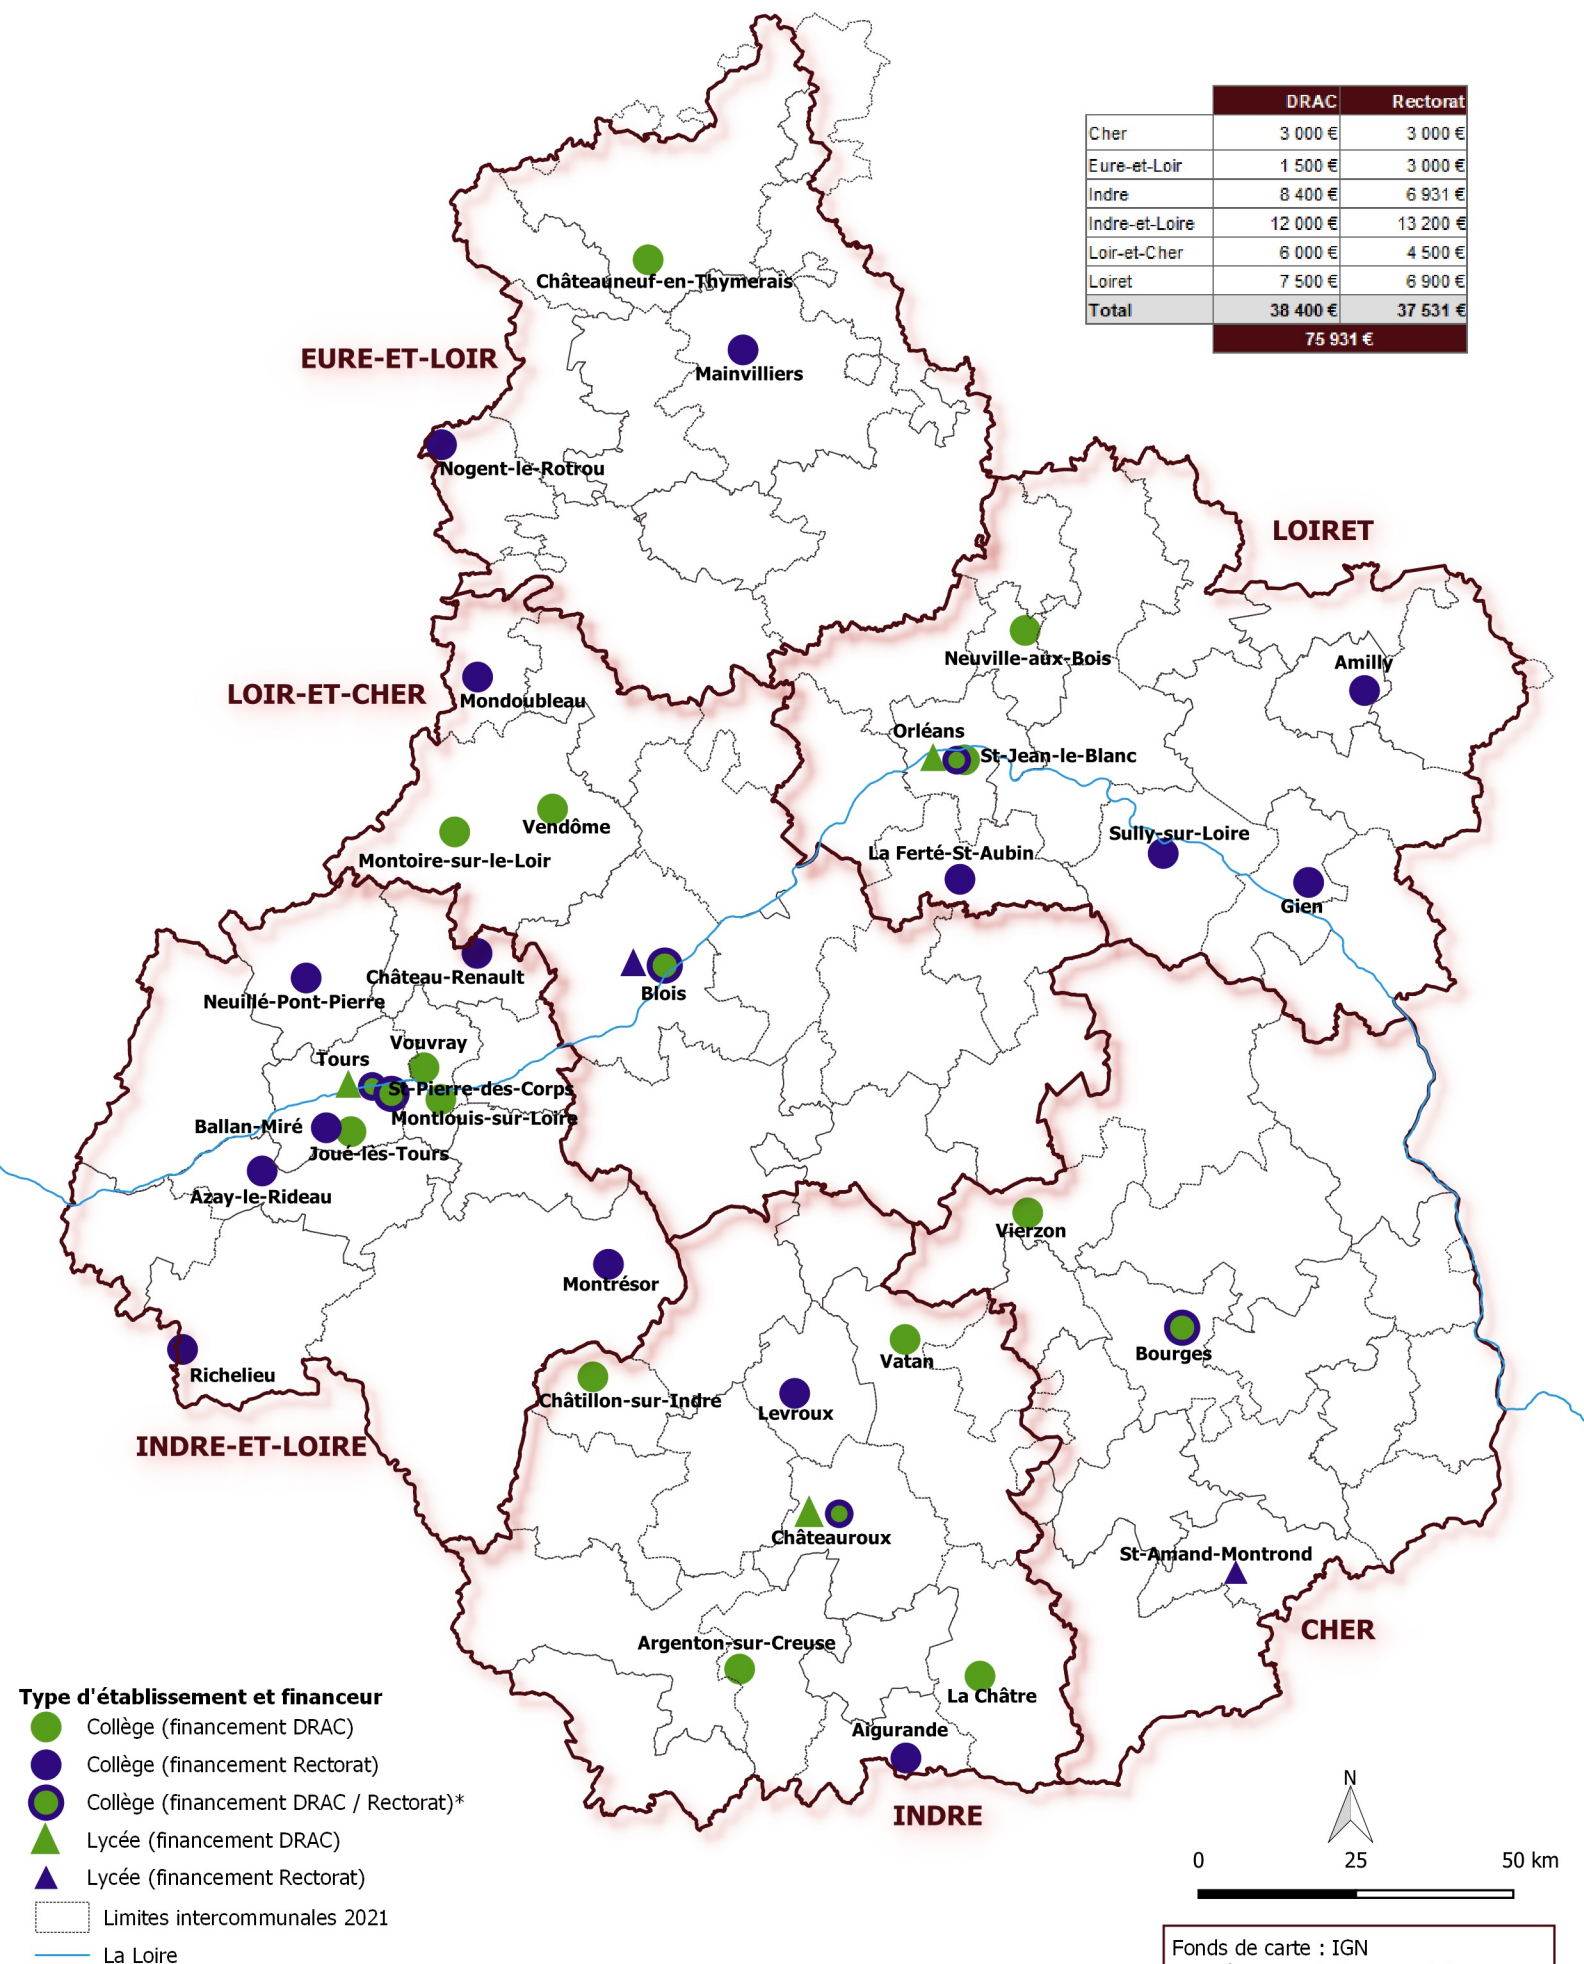 DRAC Rectorat
Cher 3 000 € 3 000 €
Eure-et-Loir 1 500 € 3 000 €
Indre 8 400 € 6 931 €
Indre-et-Loire 12 000 € 13 200 €
Loir-et-Cher 6 000 € 4 500 €
Loiret 7 500 € 6 900 €
Total 38 400 € 37 531 €
75 931 €
Châteauneuf-en-Thymerais
EURE-ET-LOIR
Mainvilliers
Nogent-le-Rotrou
LOIRET
Neuville-aux-Bois
Amilly
LOIR-ET-CHER
Mondoubleau
Orléans
St-Jean-le-Blanc
Vendôme
Montoire-sur-le-Loir
Sully-sur-Loire
La Ferté-St-Aubin
Gien
Château-Renault
Neuillé-Pont-Pierre
Blois
Vouvray
Tours
St-Pierre-des-Corps
Montlouis-sur-Loire
Ballan-Miré
Joué-lès-Tours
Azay-le-Rideau
Vierzon
Montrésor
Bourges
Vatan
Richelieu
Châtillon-sur-Indre
Levroux
INDRE-ET-LOIRE
Châteauroux
St-Amand-Montrond
CHER
Argenton-sur-Creuse
La Châtre
Aigurande
INDRE
Type d'établissement et financeur
Collège (financement DRAC)
Collège (financement Rectorat)
Collège (financement DRAC / Rectorat)*
Lycée (financement DRAC)
Lycée (financement Rectorat)
Limites intercommunales 2021
La Loire
N
0 25 50 km
Fonds de carte : IGN